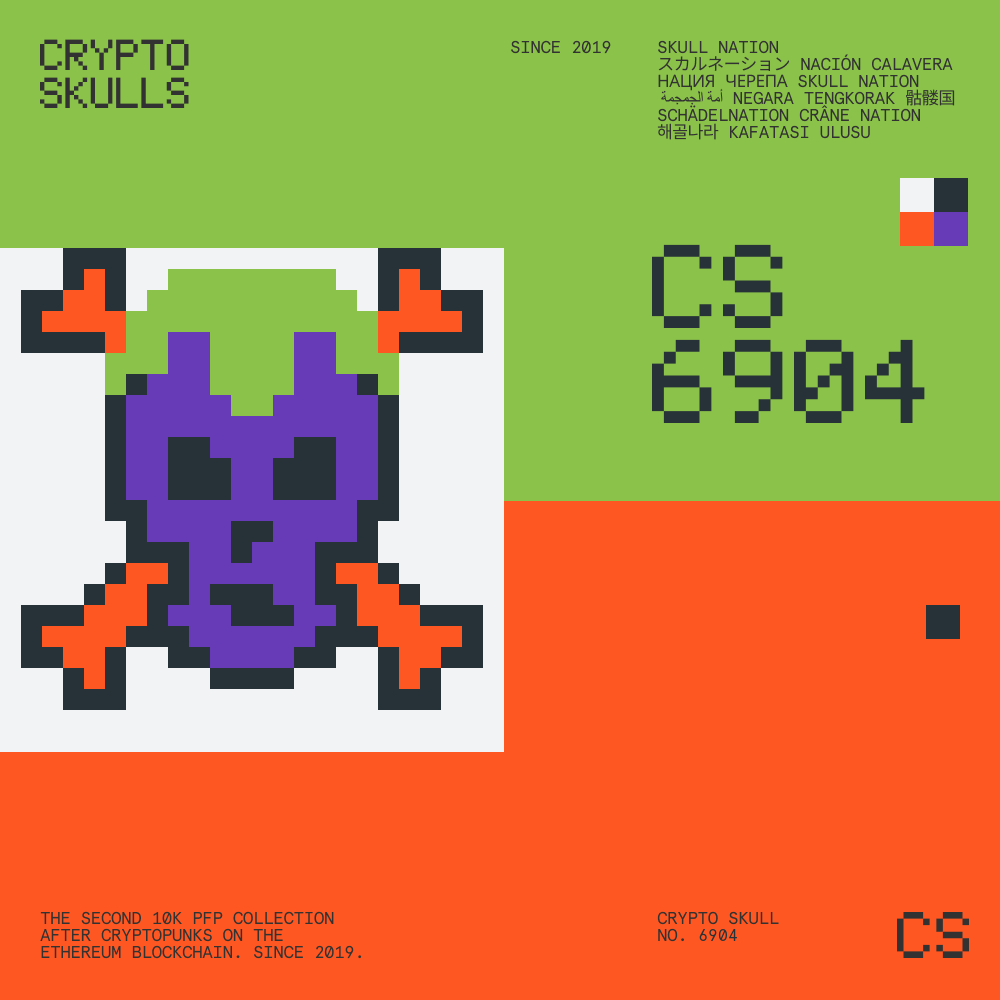 CRYPTO
SKULLS
SINCE 2019
SKULL NATION
スカルネーション NACIÓN CALAVERA
НАЦИЯ ЧЕРЕПА SKULL NATION
أمة الجمجمة NEGARA TENGKORAK 骷髅国
SCHÄDELNATION CRÂNE NATION
해골나라 KAFATASI ULUSU
CS
6904
THE SECOND 10K PFP COLLECTION
AFTER CRYPTOPUNKS ON THE
ETHEREUM BLOCKCHAIN. SINCE 2019.
CRYPTO SKULL
NO. 6904
CS